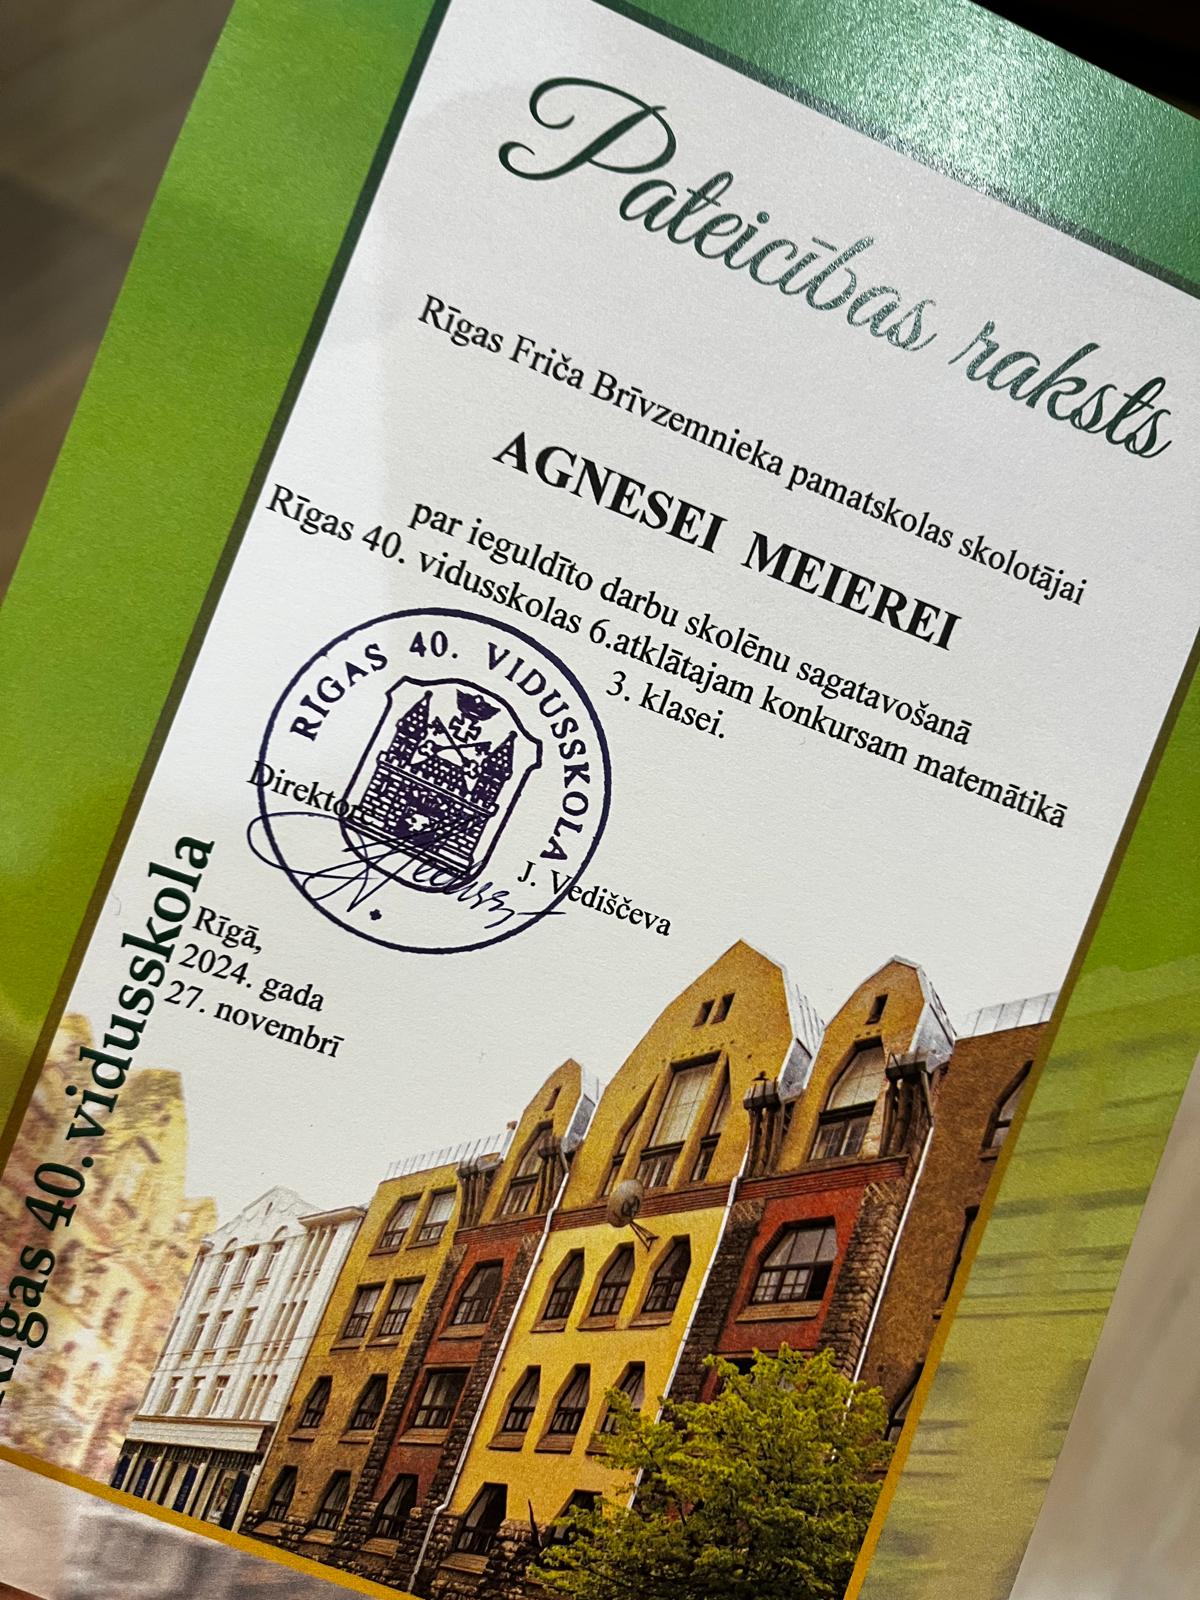 Pateicības raksts
Rīgas Friča Brīvzemnieka pamatskolas skolotājai
AGNESEI MEIEREI
par ieguldīto darbu skolēnu sagatavošanā
Rīgas 40. vidusskolas 6.atklātajam konkursam matemātikā
3. klasei.
RĪGAS 40. VIDUSSKOLA
Direktore
J. Vediščeva
Rīgā,
2024. gada
27. novembrī
Rīgas 40. vidusskola